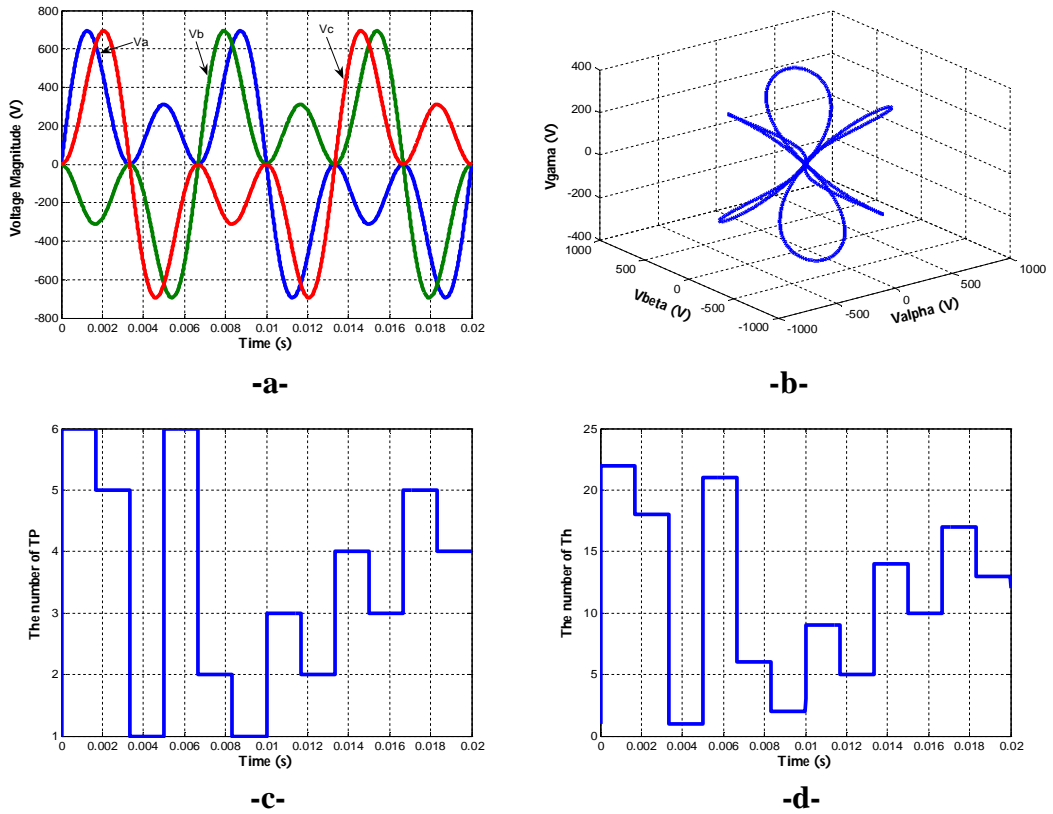 800
600
400
200
0
-200
-400
-600
-800
Voltage Magnitude (V)
Va
Vb
Vc
0 0.002 0.004 0.006 0.008 0.01 0.012 0.014 0.016 0.018 0.02
Time (s)
-a-
400
200
0
-200
-400
Vgama (V)
1000
500
0
-500
-1000
Vbeta (V)
-1000
-500
0
500
1000
Valpha (V)
-b-
6
5
4
3
2
1
The number of TP
0 0.002 0.004 0.006 0.008 0.01 0.012 0.014 0.016 0.018 0.02
Time (s)
-c-
25
20
15
10
5
0
The number of Th
0 0.002 0.004 0.006 0.008 0.01 0.012 0.014 0.016 0.018 0.02
Time (s)
-d-